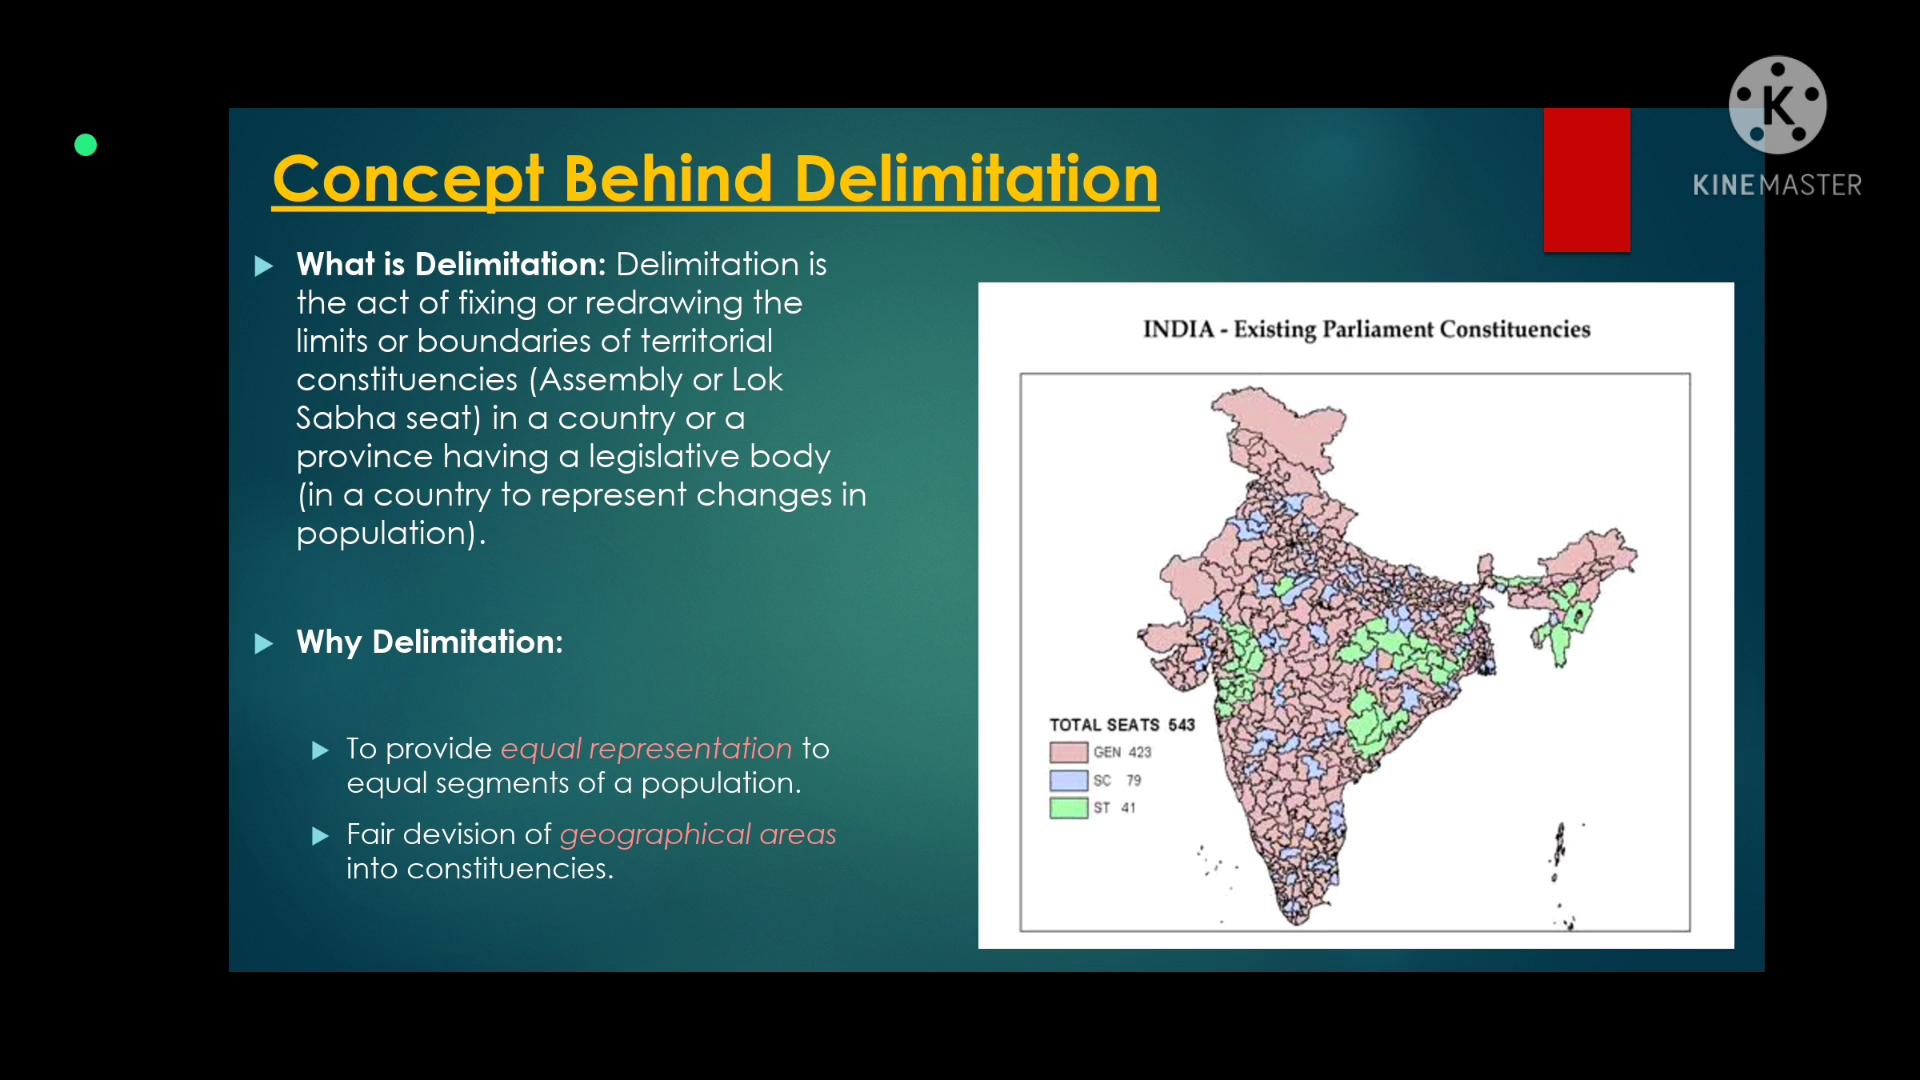 Concept Behind Delimitation
What is Delimitation: Delimitation is
the act of fixing or redrawing the
limits or boundaries of territorial
constituencies (Assembly or Lok
Sabha seat) in a country or a
province having a legislative body
(in a country to represent changes in
population).
Why Delimitation:
To provide equal representation to
equal segments of a population.
Fair devision of geographical areas
into constituencies.
INDIA - Existing Parliament Constituencies
TOTAL SEATS 543
GEN 423
SC 79
ST 41
K
KINEMASTER